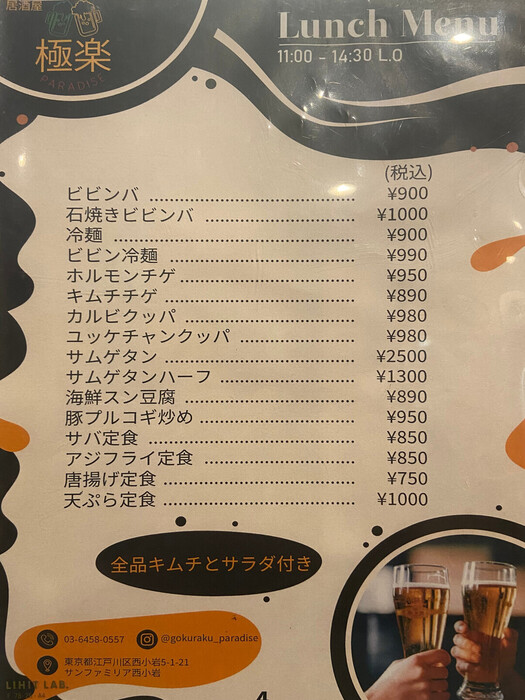 居酒屋
極楽
PARADISE
Lunch Menu
11:00 – 14:30 L.O
(税込)
ビビンバ ¥900
石焼きビビンバ ¥1000
冷麺 ¥900
ビビン冷麺 ¥990
ホルモンチゲ ¥950
キムチチゲ ¥890
カルビクッパ ¥980
ユッケチャンクッパ ¥980
サムゲタン ¥2500
サムゲタンハーフ ¥1300
海鮮スン豆腐 ¥890
豚プルコギ炒め ¥950
サバ定食 ¥850
アジフライ定食 ¥850
唐揚げ定食 ¥750
天ぷら定食 ¥1000
全品キムチとサラダ付き
03-6458-0557 @gokuraku_paradise
東京都江戸川区西小岩5-1-21
サンファミリア西小岩
LIHIT LAB.